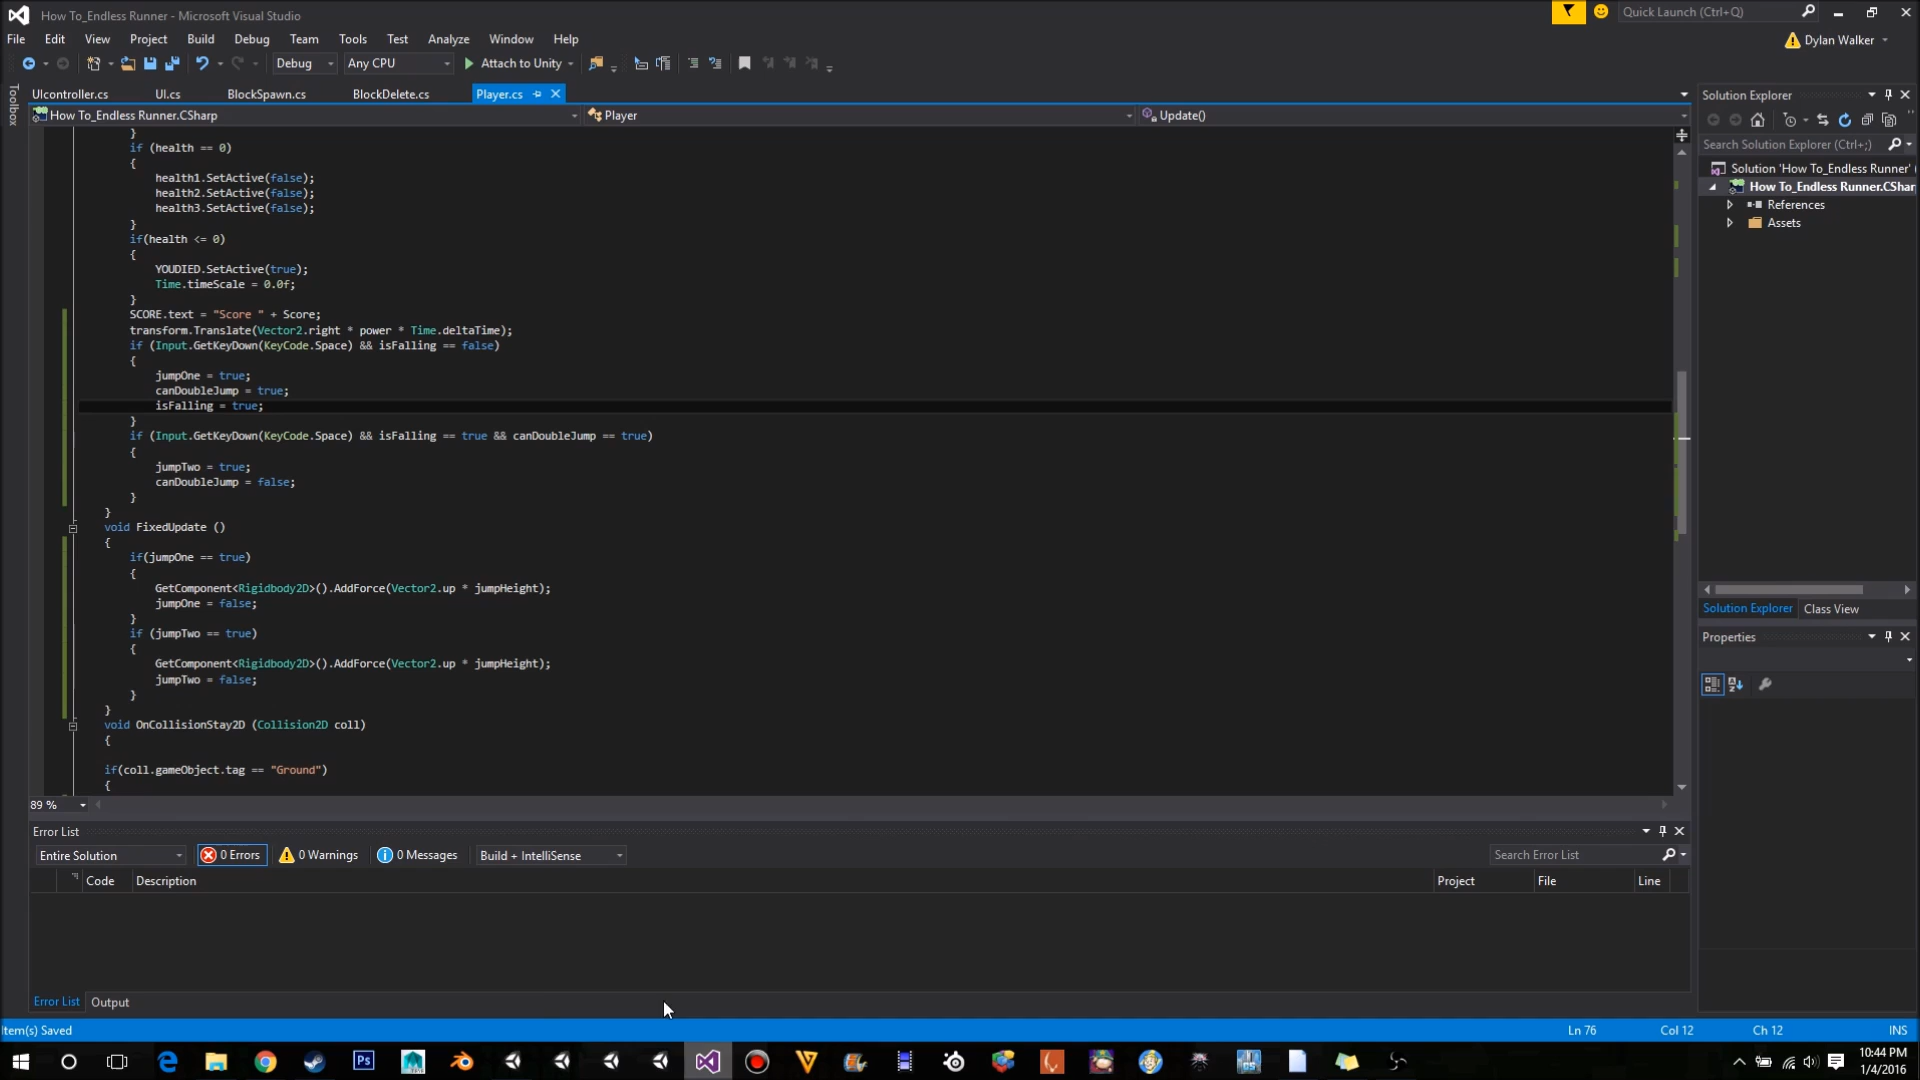 How To_Endless Runner - Microsoft Visual Studio
Quick Launch (Ctrl+Q)
File Edit View Project Build Debug Team Tools Test Analyze Window Help
Dylan Walker
Debug Any CPU Attach to Unity
Toolbox
UIcontroller.cs UI.cs BlockSpawn.cs BlockDelete.cs Player.cs
How To_Endless Runner.CSharp Player Update()
}
if (health == 0)
{
health1.SetActive(false);
health2.SetActive(false);
health3.SetActive(false);
}
if(health <= 0)
{
YOUDIED.SetActive(true);
Time.timeScale = 0.0f;
}
SCORE.text = "Score " + Score;
transform.Translate(Vector2.right * power * Time.deltaTime);
if (Input.GetKeyDown(KeyCode.Space) && isFalling == false)
{
jumpOne = true;
canDoubleJump = true;
isFalling = true;
}
if (Input.GetKeyDown(KeyCode.Space) && isFalling == true && canDoubleJump == true)
{
jumpTwo = true;
canDoubleJump = false;
}
}
void FixedUpdate ()
{
if(jumpOne == true)
{
GetComponent<Rigidbody2D>().AddForce(Vector2.up * jumpHeight);
jumpOne = false;
}
if (jumpTwo == true)
{
GetComponent<Rigidbody2D>().AddForce(Vector2.up * jumpHeight);
jumpTwo = false;
}
}
void OnCollisionStay2D (Collision2D coll)
{
if(coll.gameObject.tag == "Ground")
{
89 %
Solution Explorer
Search Solution Explorer (Ctrl+;)
Solution 'How To_Endless Runner' (
How To_Endless Runner.CShar
References
Assets
Solution Explorer Class View
Properties
Error List
Entire Solution 0 Errors 0 Warnings 0 Messages Build + IntelliSense Search Error List
Code Description Project File Line
Error List Output
Item(s) Saved Ln 76 Col 12 Ch 12 INS
Ps
10:44 PM
1/4/2016